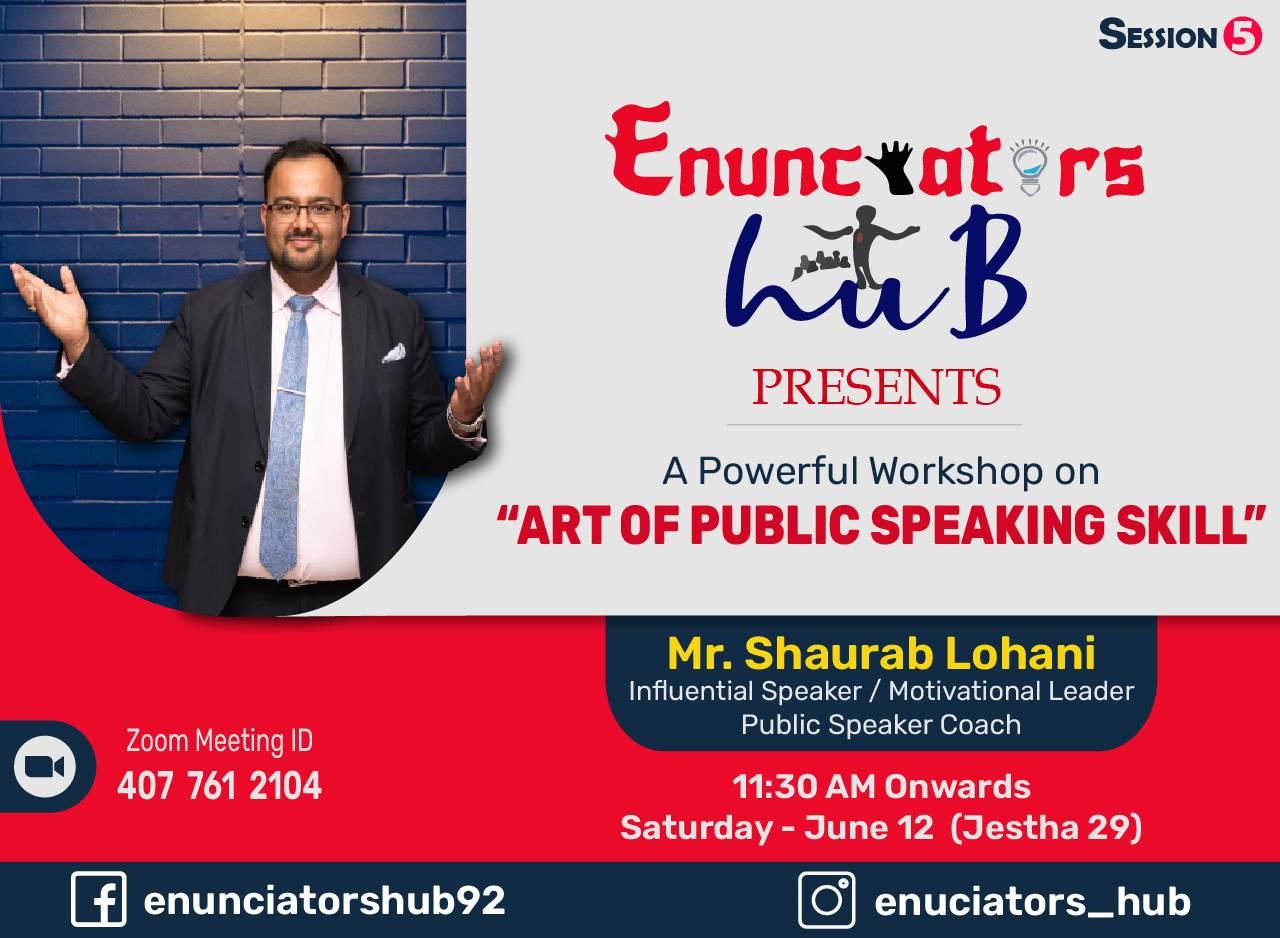 SESSION 5
Enunciators
huB
PRESENTS
A Powerful Workshop on
“ART OF PUBLIC SPEAKING SKILL”
Mr. Shaurab Lohani
Influential Speaker / Motivational Leader
Public Speaker Coach
Zoom Meeting ID
407 761 2104
11:30 AM Onwards
Saturday - June 12 (Jestha 29)
enunciatorshub92
enuciators_hub